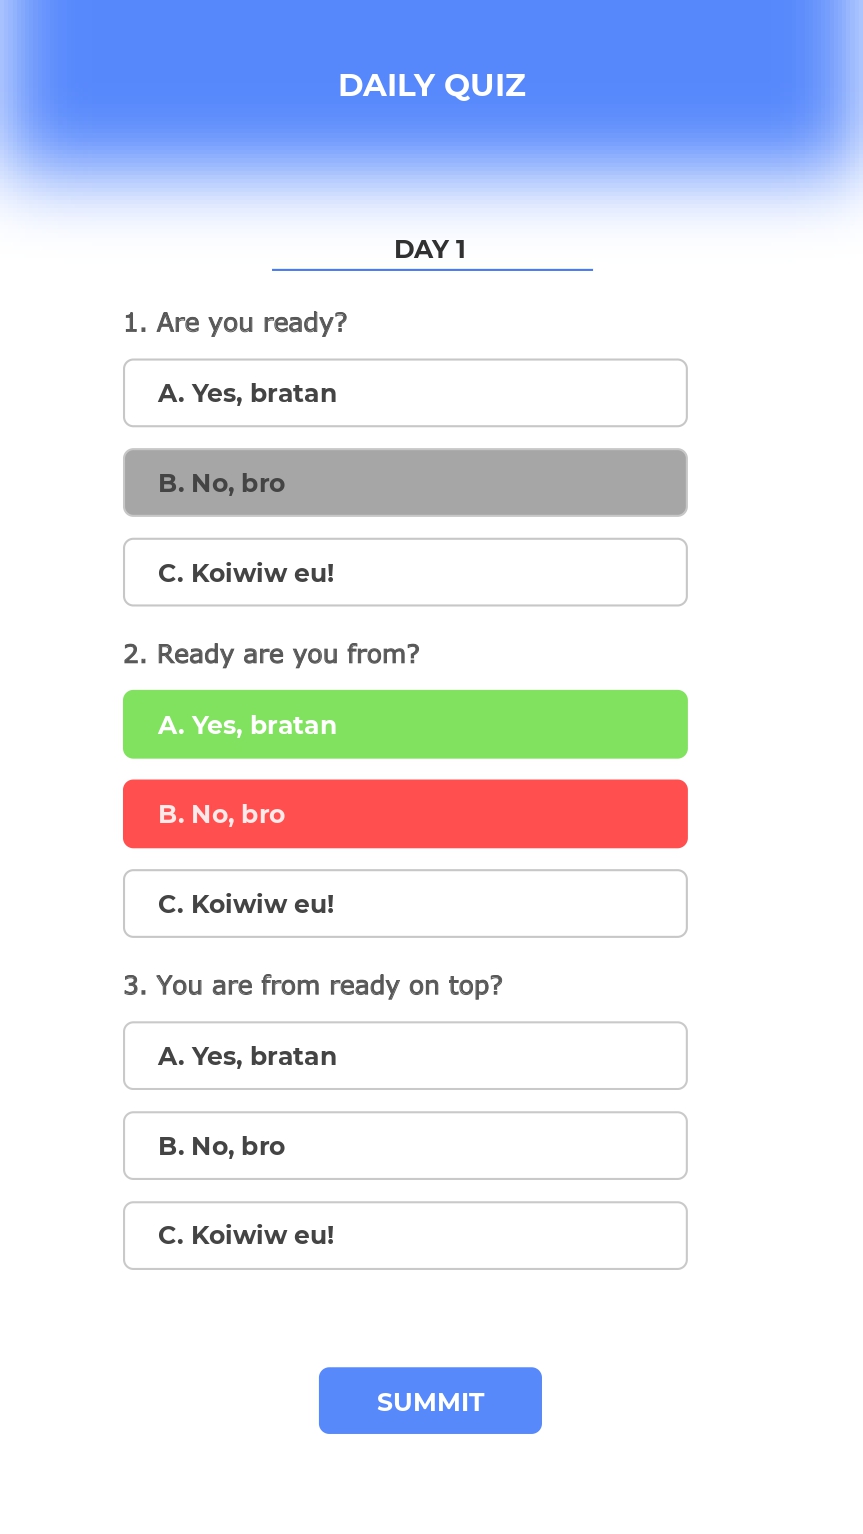 DAILY QUIZ
DAY 1
1. Are you ready?
A. Yes, bratan
B. No, bro
C. Koiwiw eu!
2. Ready are you from?
A. Yes, bratan
B. No, bro
C. Koiwiw eu!
3. You are from ready on top?
A. Yes, bratan
B. No, bro
C. Koiwiw eu!
SUMMIT